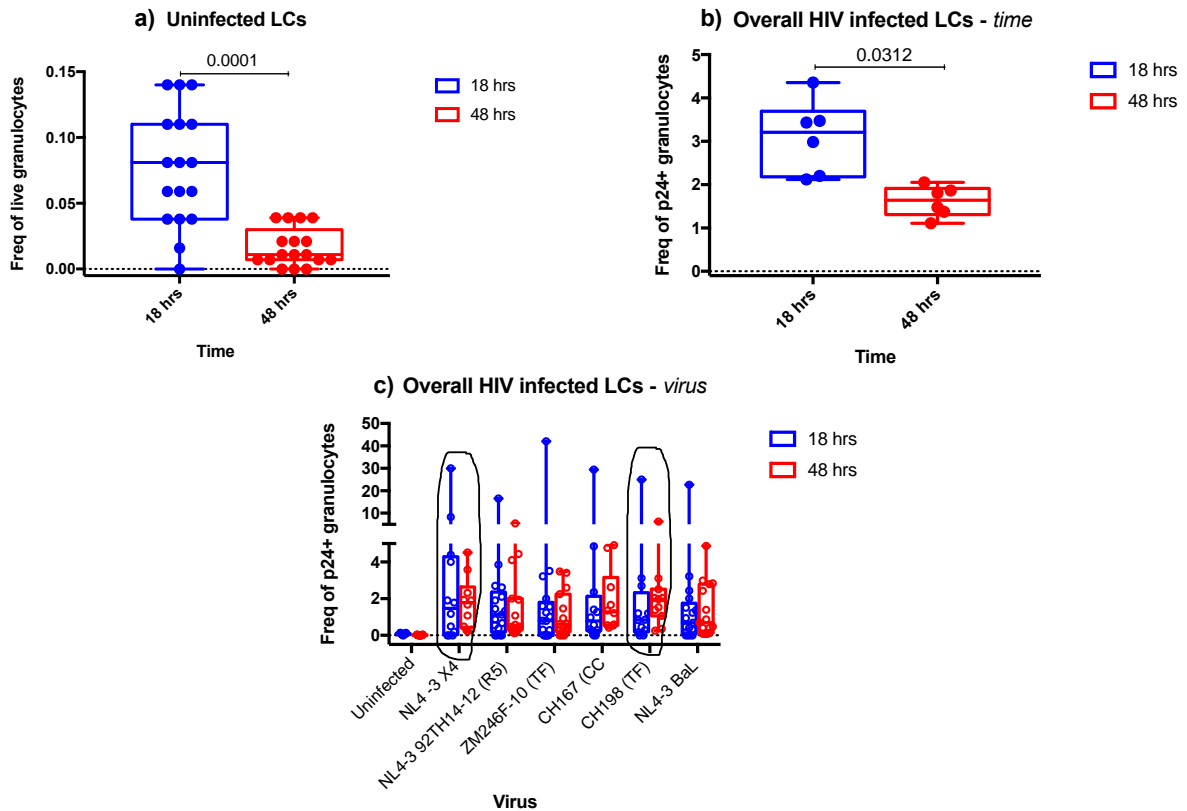 a) Uninfected LCs
0.0001
Freq of live granulocytes
0.15
0.10
0.05
0.00
18 hrs
48 hrs
Time
18 hrs
48 hrs
b) Overall HIV infected LCs - time
0.0312
Freq of p24+ granulocytes
5
4
3
2
1
0
18 hrs
48 hrs
Time
18 hrs
48 hrs
c) Overall HIV infected LCs - virus
Freq of p24+ granulocytes
50
40
30
20
10
4
2
0
Uninfected
NL4 -3 X4
NL4-3 92TH14-12 (R5)
ZM246F-10 (TF)
CH167 (CC
CH198 (TF)
NL4-3 BaL
Virus
18 hrs
48 hrs